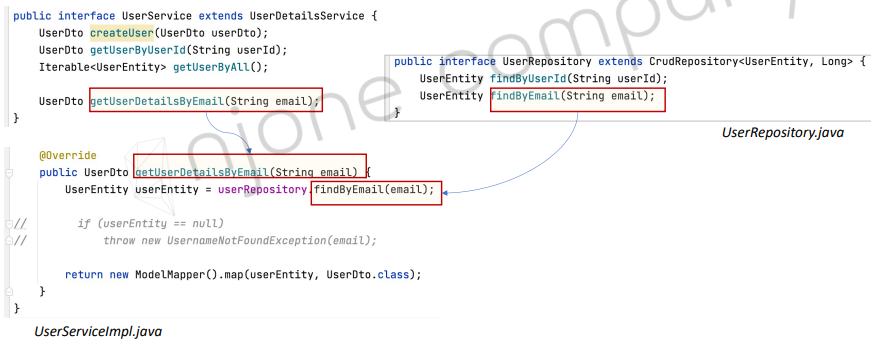 public interface UserService extends UserDetailsService {
    UserDto createUser(UserDto userDto);
    UserDto getUserByUserId(String userId);
    Iterable<UserEntity> getUserByAll();

    UserDto getUserDetailsByEmail(String email);
}
public interface UserRepository extends CrudRepository<UserEntity, Long> {
    UserEntity findByUserId(String userId);
    UserEntity findByEmail(String email);
}
UserRepository.java
njone company
    @Override
    public UserDto getUserDetailsByEmail(String email) {
        UserEntity userEntity = userRepository.findByEmail(email);

//        if (userEntity == null)
//            throw new UsernameNotFoundException(email);

        return new ModelMapper().map(userEntity, UserDto.class);
    }
}
UserServiceImpl.java